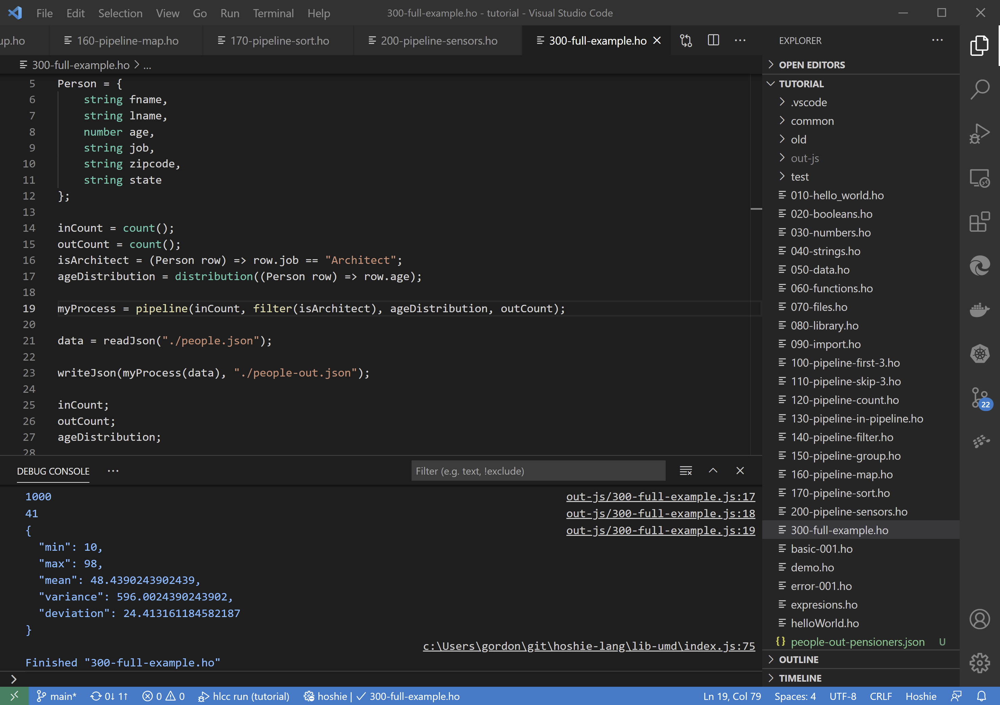 File Edit Selection View Go Run Terminal Help 300-full-example.ho - tutorial - Visual Studio Code
up.ho 160-pipeline-map.ho 170-pipeline-sort.ho 200-pipeline-sensors.ho 300-full-example.ho
300-full-example.ho > ...
5 Person = {
6 string fname,
7 string lname,
8 number age,
9 string job,
10 string zipcode,
11 string state
12 };
13
14 inCount = count();
15 outCount = count();
16 isArchitect = (Person row) => row.job == "Architect";
17 ageDistribution = distribution((Person row) => row.age);
18
19 myProcess = pipeline(inCount, filter(isArchitect), ageDistribution, outCount);
20
21 data = readJson("./people.json");
22
23 writeJson(myProcess(data), "./people-out.json");
24
25 inCount;
26 outCount;
27 ageDistribution;
28
DEBUG CONSOLE ... Filter (e.g. text, !exclude)
1000 out-js/300-full-example.js:17
41 out-js/300-full-example.js:18
{ out-js/300-full-example.js:19
"min": 10,
"max": 98,
"mean": 48.4390243902439,
"variance": 596.0024390243902,
"deviation": 24.413161184582187
}
c:\Users\gordon\git\hoshie-lang\lib-umd\index.js:75
Finished "300-full-example.ho"
EXPLORER ...
OPEN EDITORS
TUTORIAL
.vscode
common
old
out-js
test
010-hello_world.ho
020-booleans.ho
030-numbers.ho
040-strings.ho
050-data.ho
060-functions.ho
070-files.ho
080-library.ho
090-import.ho
100-pipeline-first-3.ho
110-pipeline-skip-3.ho
120-pipeline-count.ho
130-pipeline-in-pipeline.ho
140-pipeline-filter.ho
150-pipeline-group.ho
160-pipeline-map.ho
170-pipeline-sort.ho
200-pipeline-sensors.ho
300-full-example.ho
basic-001.ho
demo.ho
error-001.ho
expresions.ho
helloWorld.ho
{} people-out-pensioners.json U
OUTLINE
TIMELINE
22
main* 0↓ 1↑ 0 0 hlcc run (tutorial) hoshie | ✓ 300-full-example.ho Ln 19, Col 79 Spaces: 4 UTF-8 CRLF Hoshie